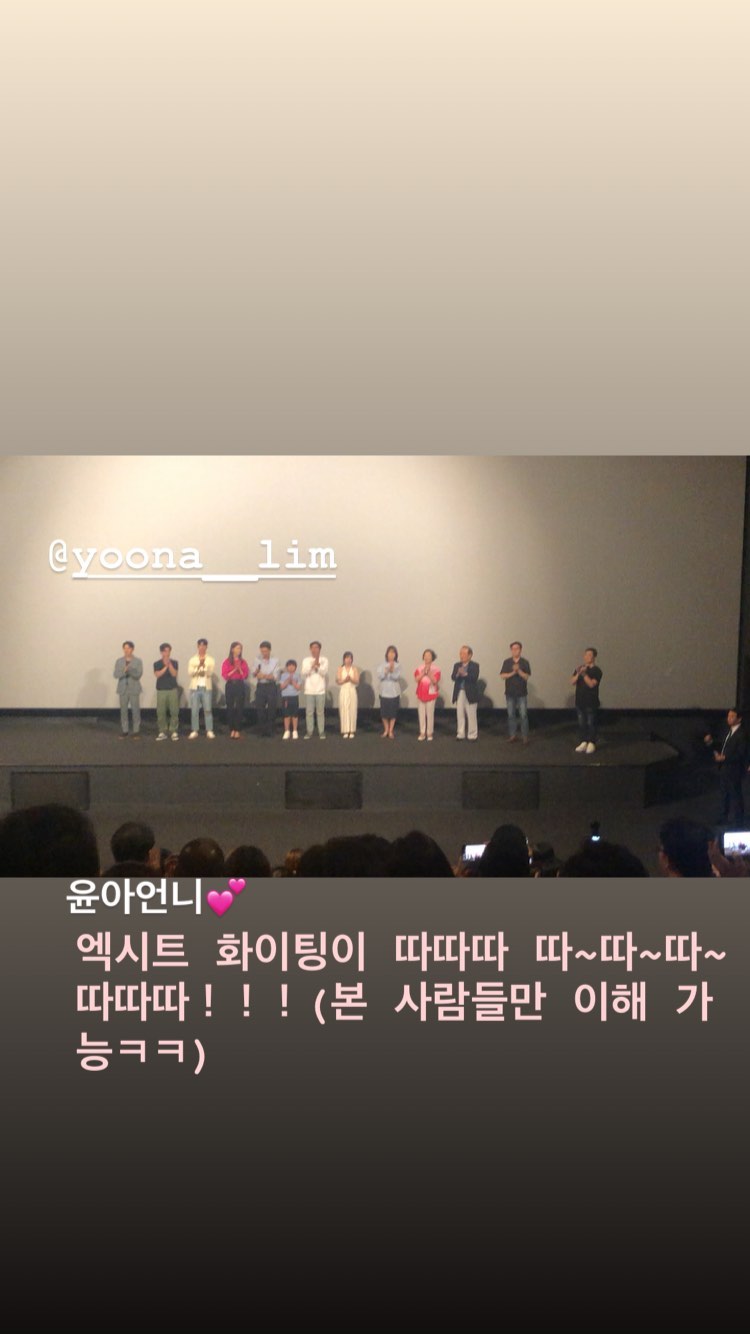 @yoona__lim
윤아언니💕
엑시트 화이팅이 따따따 따~따~따~
따따따!!!(본 사람들만 이해 가
능ㅋㅋ)